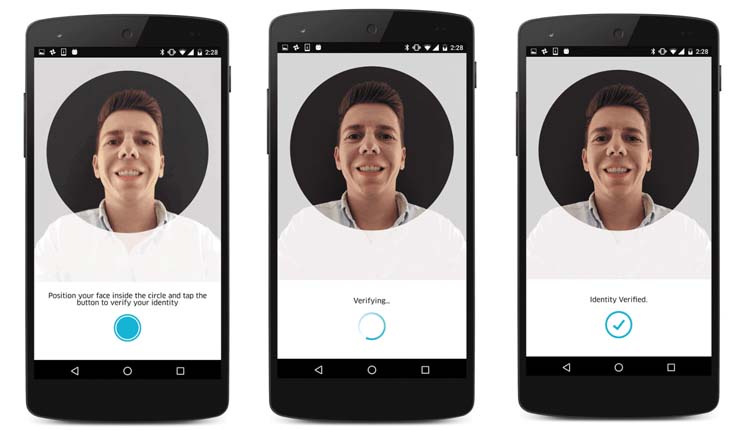 2:28
Position your face inside the circle and tap the
button to verify your identity
2:28
Verifying..
2:28
Identity Verified.